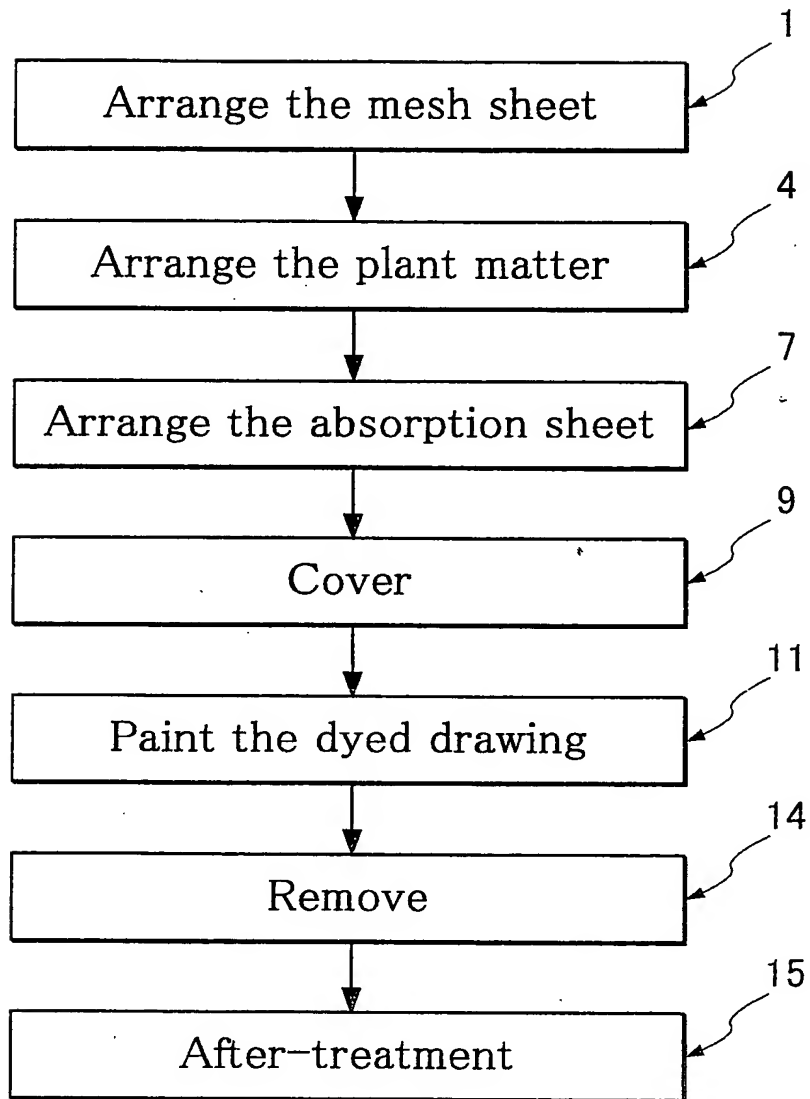 1
Arrange the mesh sheet
4
Arrange the plant matter
7
Arrange the absorption sheet
9
Cover
11
Paint the dyed drawing
14
Remove
15
After-treatment